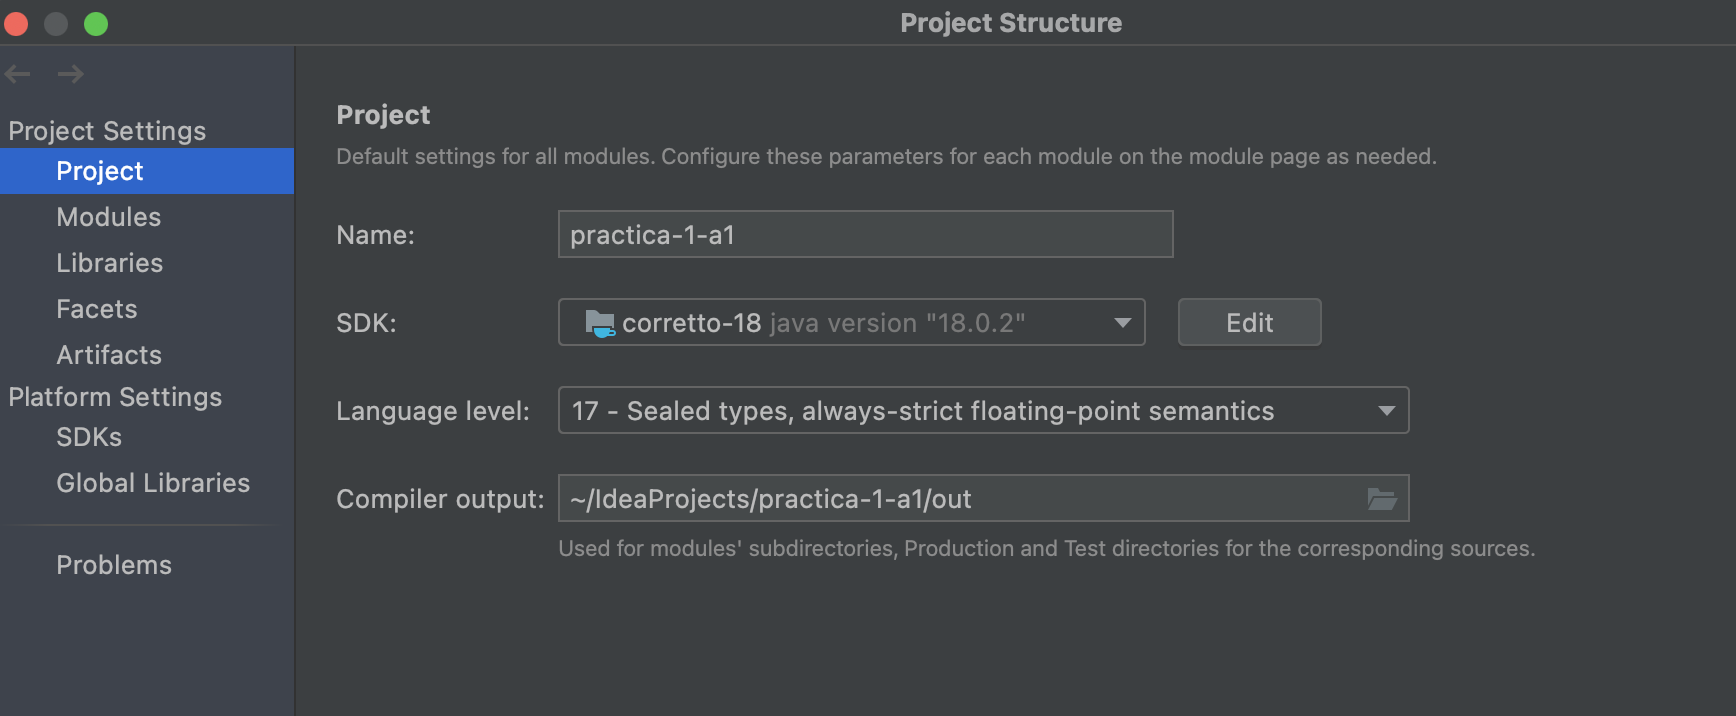 Project Structure
Project Settings
Project
Modules
Libraries
Facets
Artifacts
Platform Settings
SDKs
Global Libraries
Problems
Project
Default settings for all modules. Configure these parameters for each module on the module page as needed.
Name: practica-1-a1
SDK: corretto-18 java version "18.0.2" Edit
Language level: 17 - Sealed types, always-strict floating-point semantics
Compiler output: ~/IdeaProjects/practica-1-a1/out
Used for modules' subdirectories, Production and Test directories for the corresponding sources.